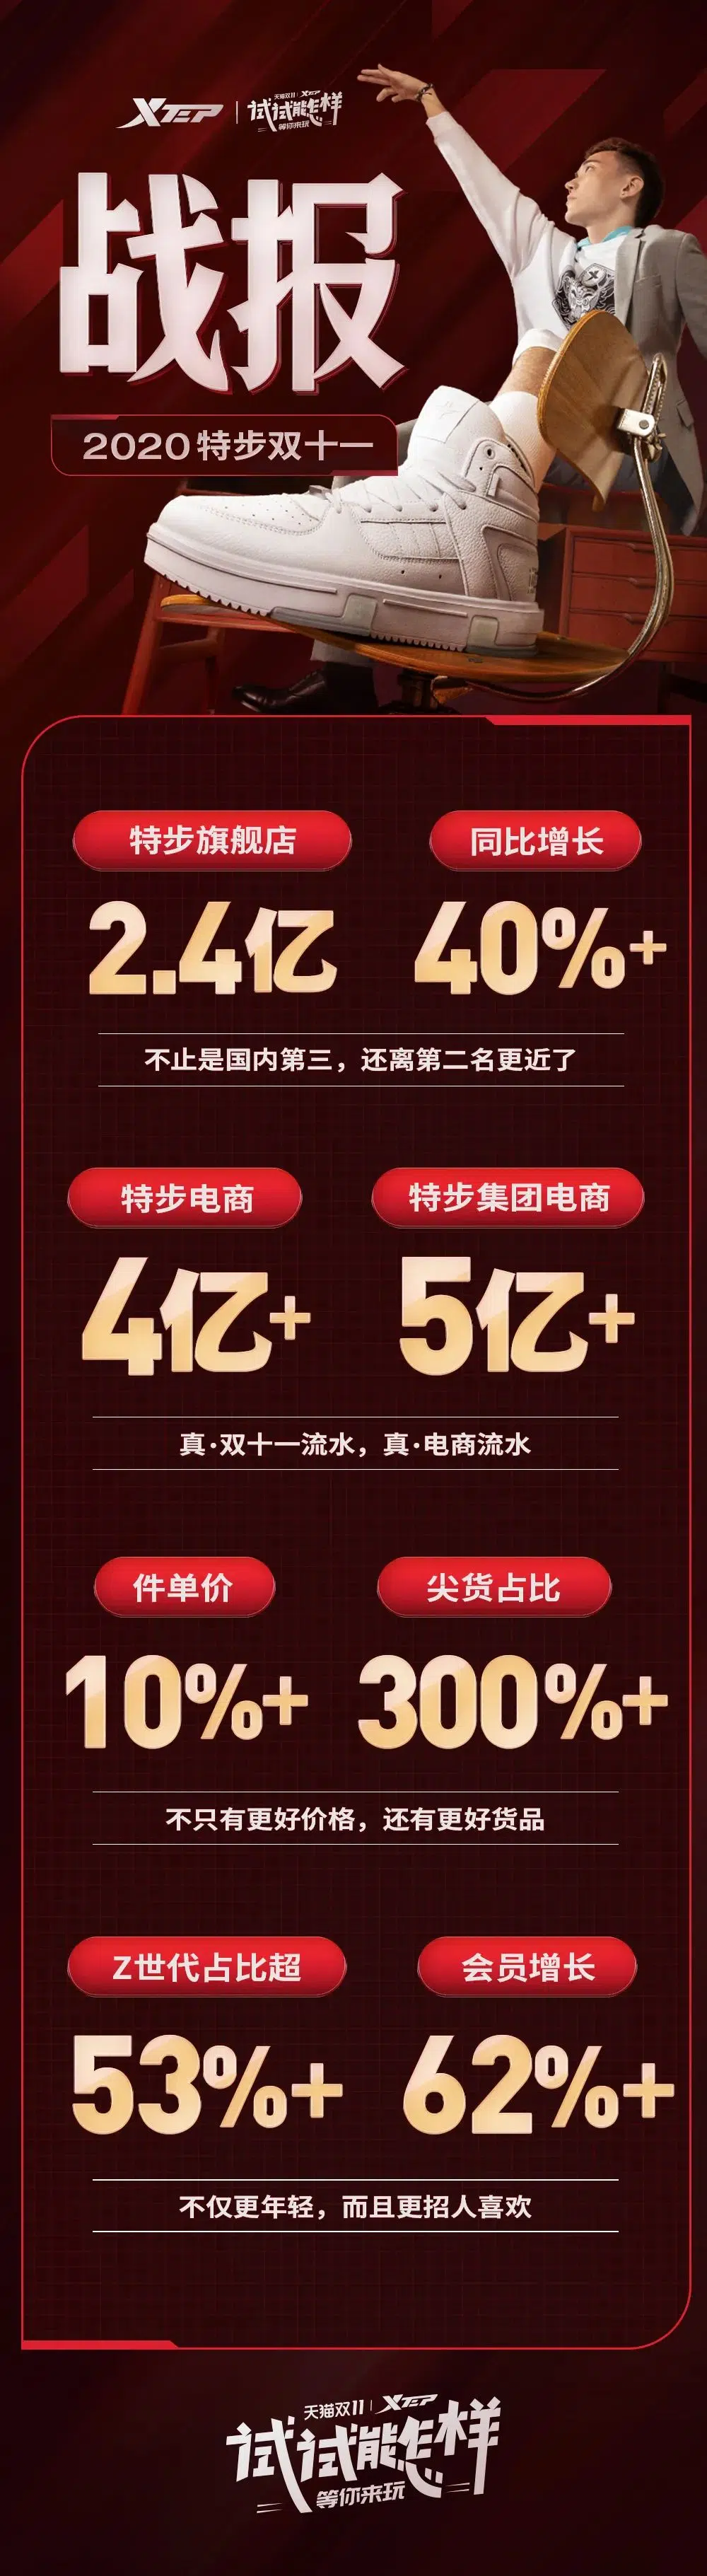 XTEP
天猫双11 XTEP
试试能怎样
等你来玩
战报
2020特步双十一
特步旗舰店 同比增长
2.4亿 40%+
不止是国内第三，还离第二名更近了
特步电商 特步集团电商
4亿+ 5亿+
真·双十一流水，真·电商流水
件单价 尖货占比
10%+ 300%+
不只有更好价格，还有更好货品
Z世代占比超 会员增长
53%+ 62%+
不仅更年轻，而且更招人喜欢
天猫双11 XTEP
试试能怎样
等你来玩